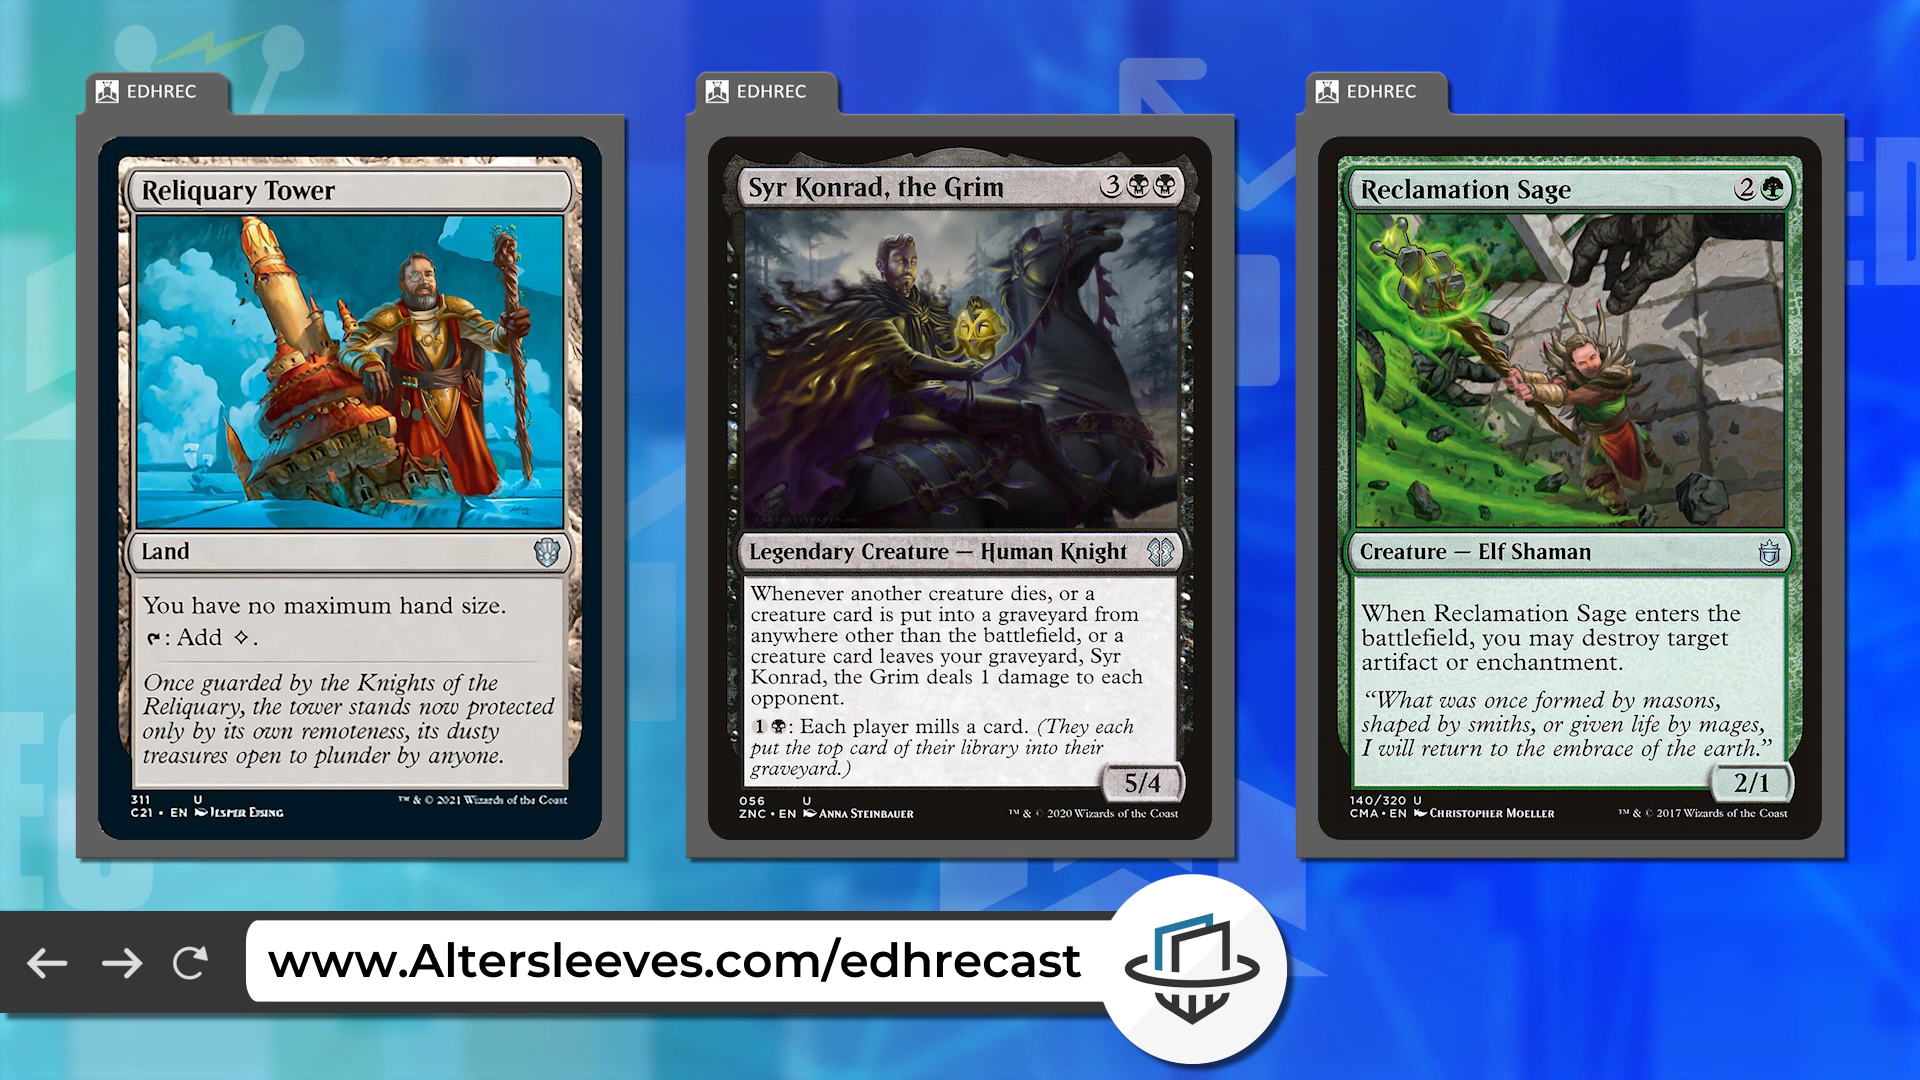 EDHREC
Reliquary Tower
Land
You have no maximum hand size.
: Add .
Once guarded by the Knights of the
Reliquary, the tower stands now protected
only by its own remoteness, its dusty
treasures open to plunder by anyone.
311 U
C21 • EN Jesper Ejsing
™ & © 2021 Wizards of the Coast
EDHREC
Syr Konrad, the Grim 3
Legendary Creature — Human Knight
Whenever another creature dies, or a
creature card is put into a graveyard from
anywhere other than the battlefield, or a
creature card leaves your graveyard, Syr
Konrad, the Grim deals 1 damage to each
opponent.
1: Each player mills a card. (They each
put the top card of their library into their
graveyard.)
5/4
056 U
ZNC • EN Anna Steinbauer
™ & © 2020 Wizards of the Coast
EDHREC
Reclamation Sage 2
Creature — Elf Shaman
When Reclamation Sage enters the
battlefield, you may destroy target
artifact or enchantment.
“What was once formed by masons,
shaped by smiths, or given life by mages,
I will return to the embrace of the earth.”
2/1
140/320 U
CMA • EN Christopher Moeller
™ & © 2017 Wizards of the Coast
www.Altersleeves.com/edhrecast